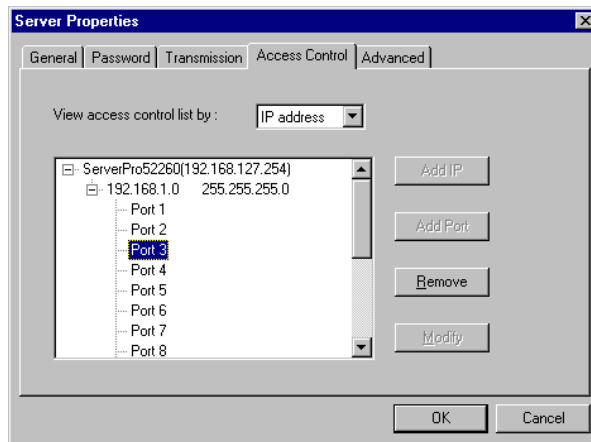 Server Properties
General Password Transmission Access Control Advanced
View access control list by : IP address
ServerPro52260(192.168.127.254)
192.168.1.0 255.255.255.0
Port 1
Port 2
Port 3
Port 4
Port 5
Port 6
Port 7
Port 8
Add IP
Add Port
Remove
Modify
OK Cancel